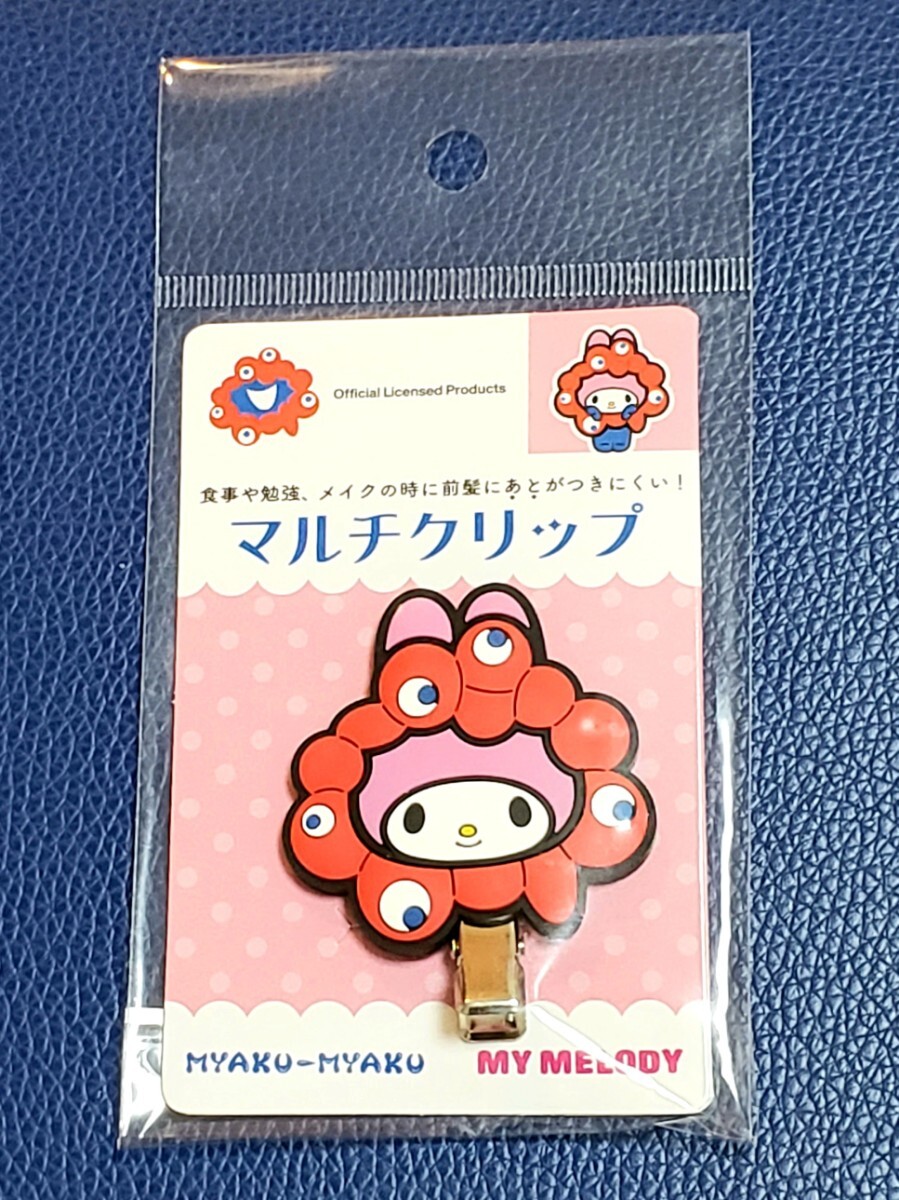 Official Licensed Products
食事や勉強、メイクの時に前髪にあとがつきにくい！
マルチクリップ
MYAKU-MYAKU
MY MELODY